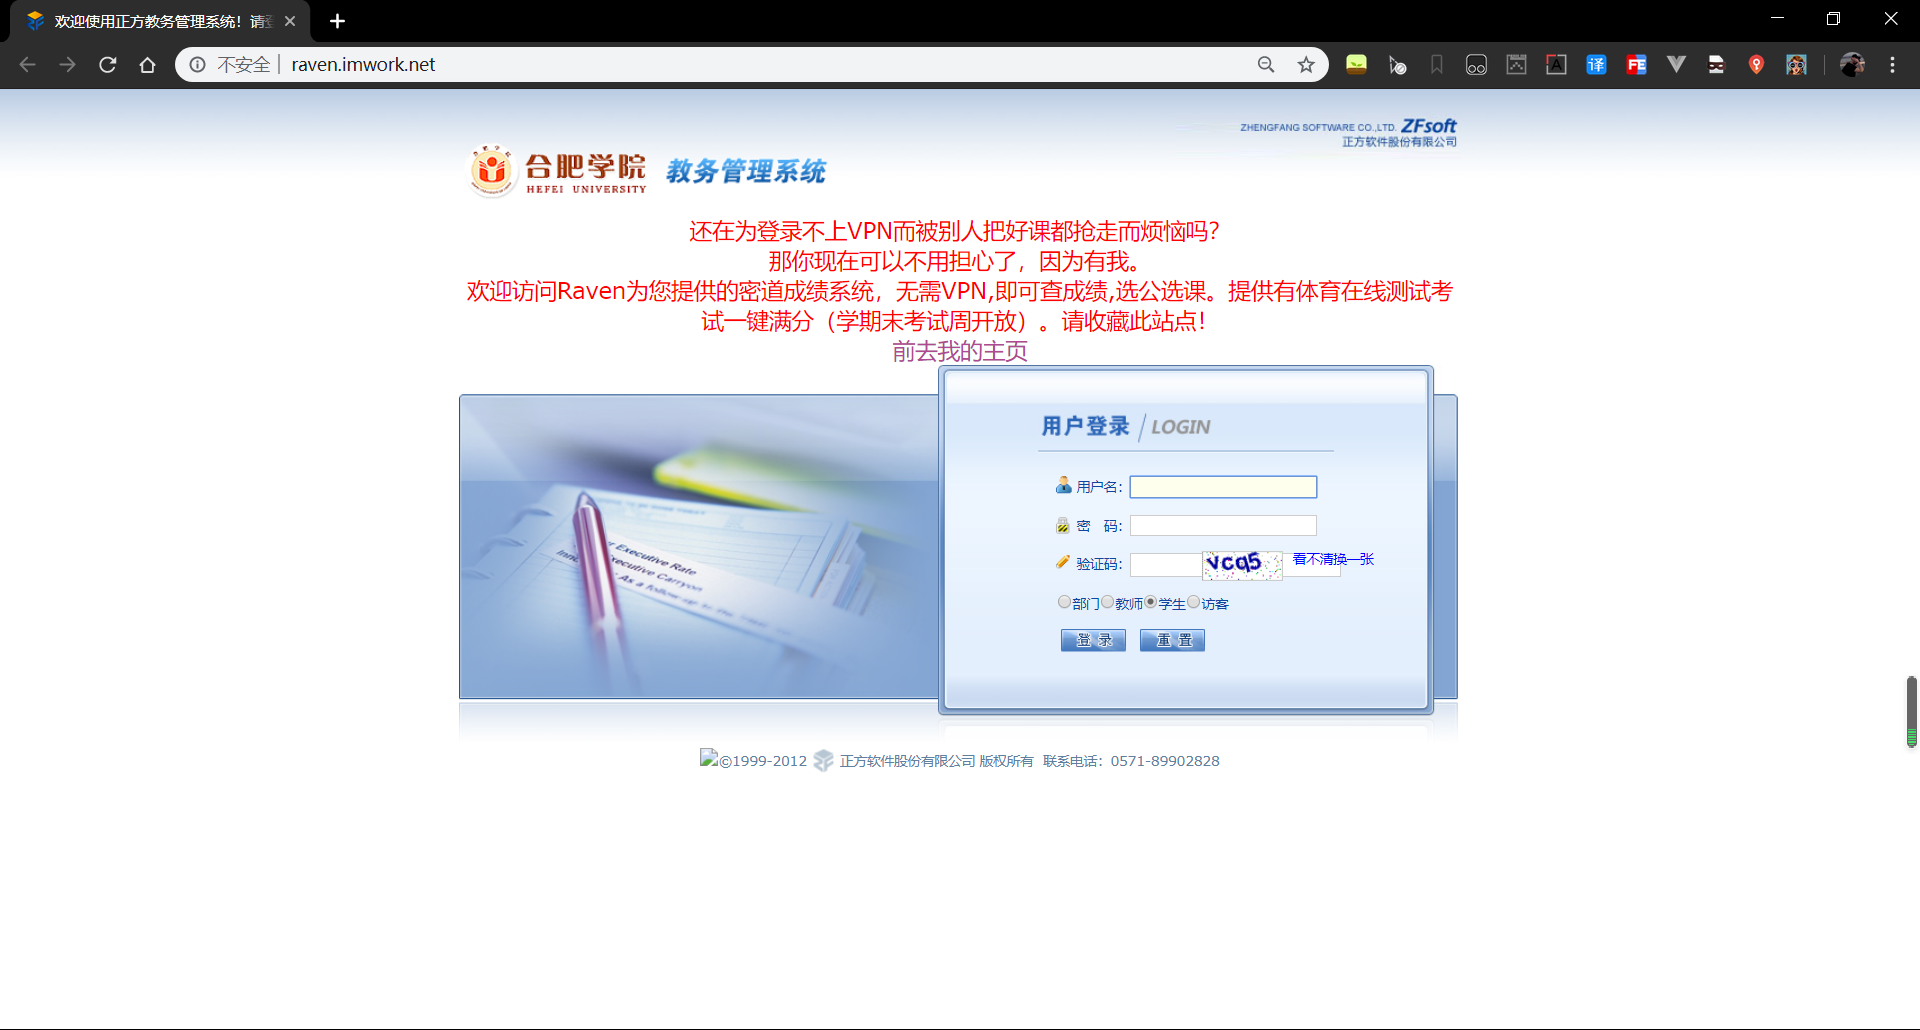 欢迎使用正方教务管理系统！请登
不安全 | raven.imwork.net
译
FE
A
ZHENGFANG SOFTWARE CO.,LTD. ZFsoft
正方软件股份有限公司
合肥学院 教务管理系统
HEFEI UNIVERSITY
还在为登录不上VPN而被别人把好课都抢走而烦恼吗？
那你现在可以不用担心了，因为有我。
欢迎访问Raven为您提供的密道成绩系统，无需VPN,即可查成绩,选公选课。提供有体育在线测试考
试一键满分（学期末考试周开放）。请收藏此站点！
前去我的主页
用户登录 / LOGIN
用户名：
密 码：
验证码： vcq5 看不清换一张
部门 教师 学生 访客
登 录 重 置
Executive Rate
Executive Carryon
As a follow-up to the
©1999-2012 正方软件股份有限公司 版权所有 联系电话：0571-89902828